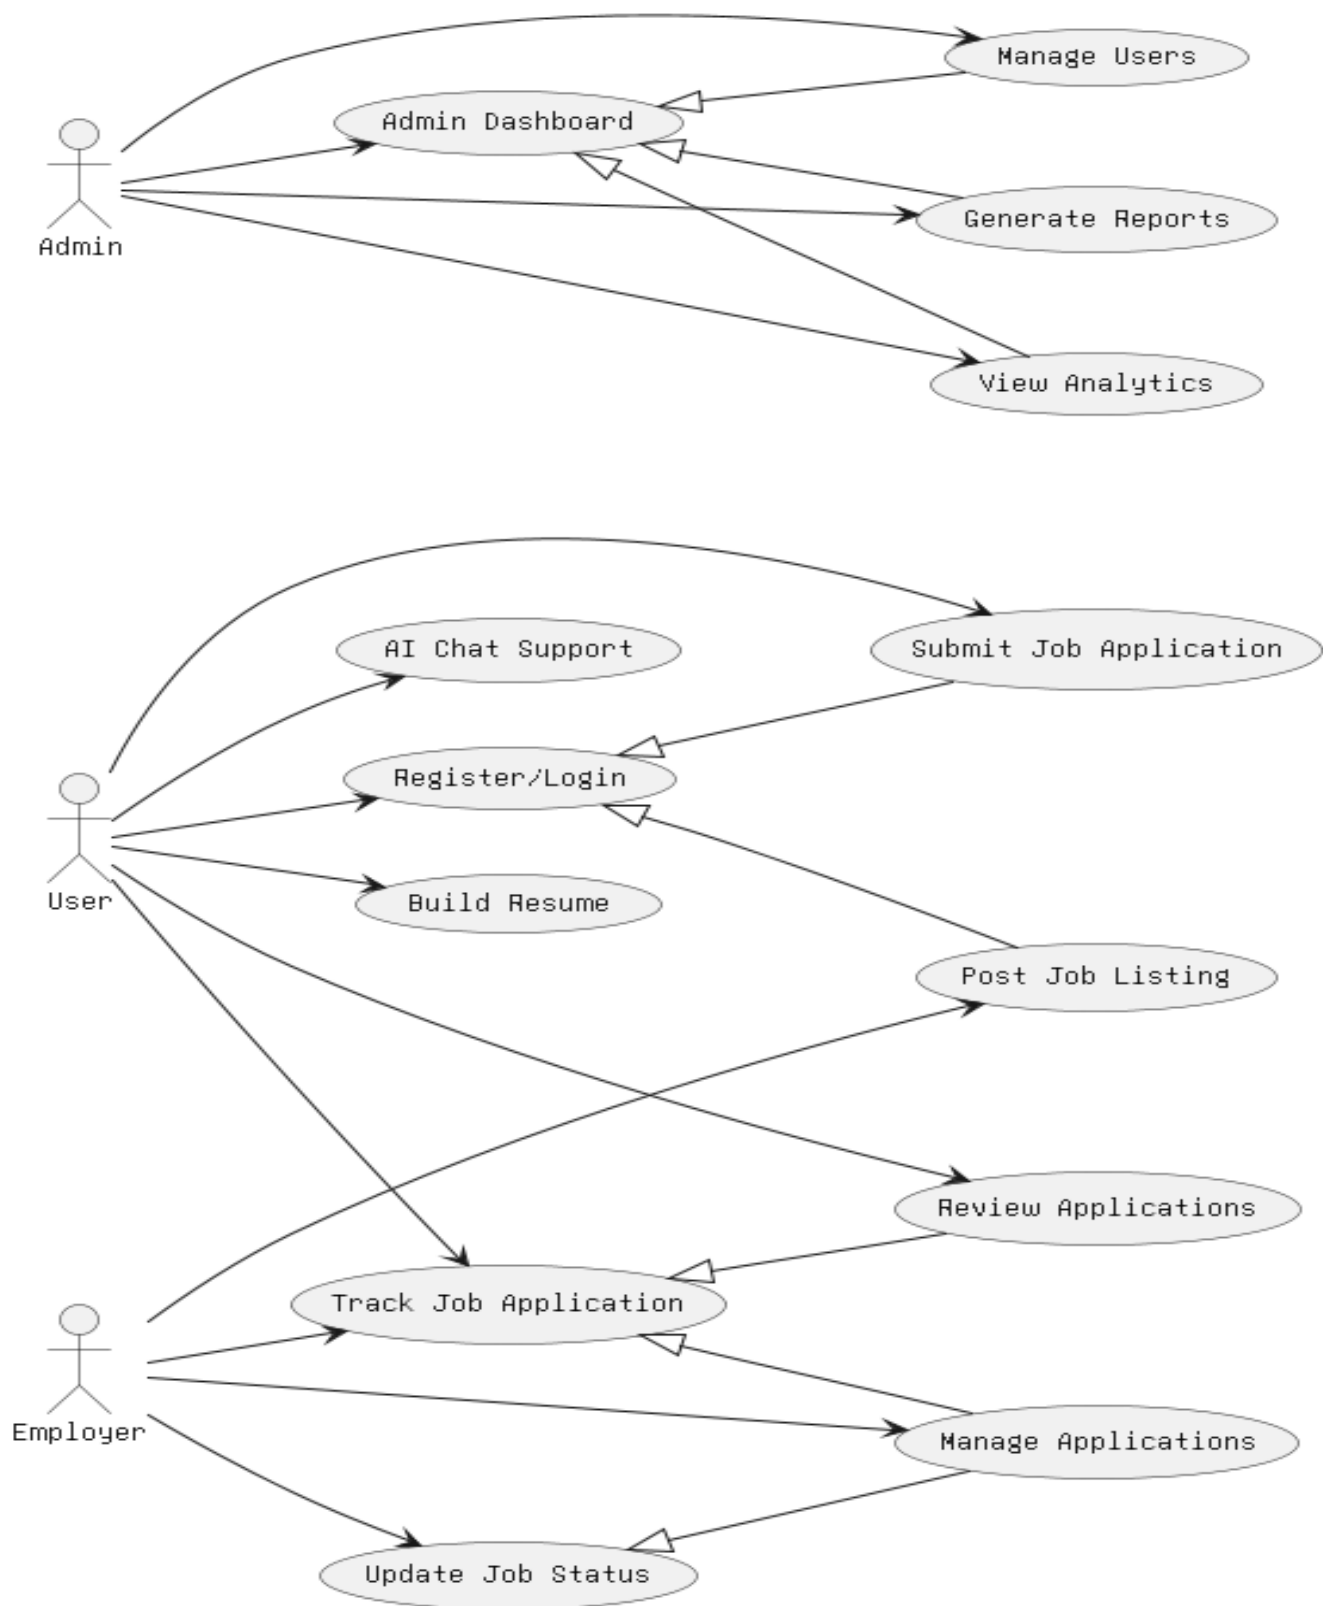 Manage Users
Admin Dashboard
Generate Reports
Admin
View Analytics
AI Chat Support
Submit Job Application
Register/Login
User
Build Resume
Post Job Listing
Review Applications
Track Job Application
Employer
Manage Applications
Update Job Status